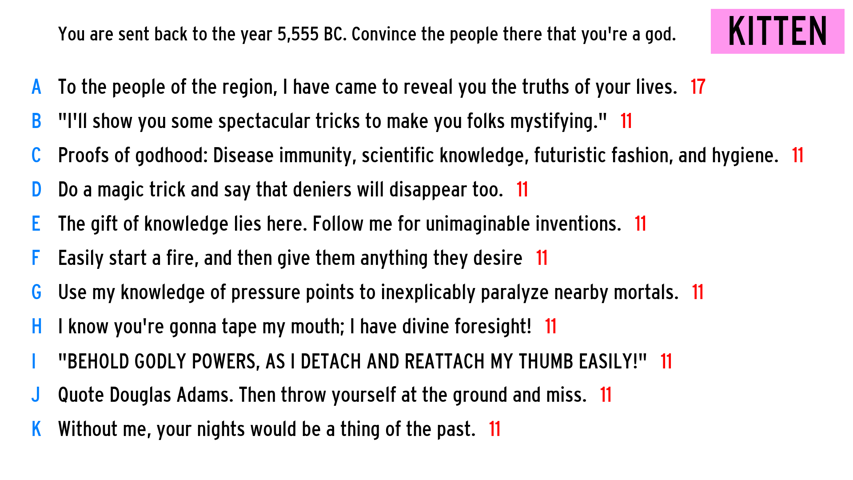 You are sent back to the year 5,555 BC. Convince the people there that you're a god.
KITTEN
A To the people of the region, I have came to reveal you the truths of your lives. 17
B "I'll show you some spectacular tricks to make you folks mystifying." 11
C Proofs of godhood: Disease immunity, scientific knowledge, futuristic fashion, and hygiene. 11
D Do a magic trick and say that deniers will disappear too. 11
E The gift of knowledge lies here. Follow me for unimaginable inventions. 11
F Easily start a fire, and then give them anything they desire 11
G Use my knowledge of pressure points to inexplicably paralyze nearby mortals. 11
H I know you're gonna tape my mouth; I have divine foresight! 11
I "BEHOLD GODLY POWERS, AS I DETACH AND REATTACH MY THUMB EASILY!" 11
J Quote Douglas Adams. Then throw yourself at the ground and miss. 11
K Without me, your nights would be a thing of the past. 11